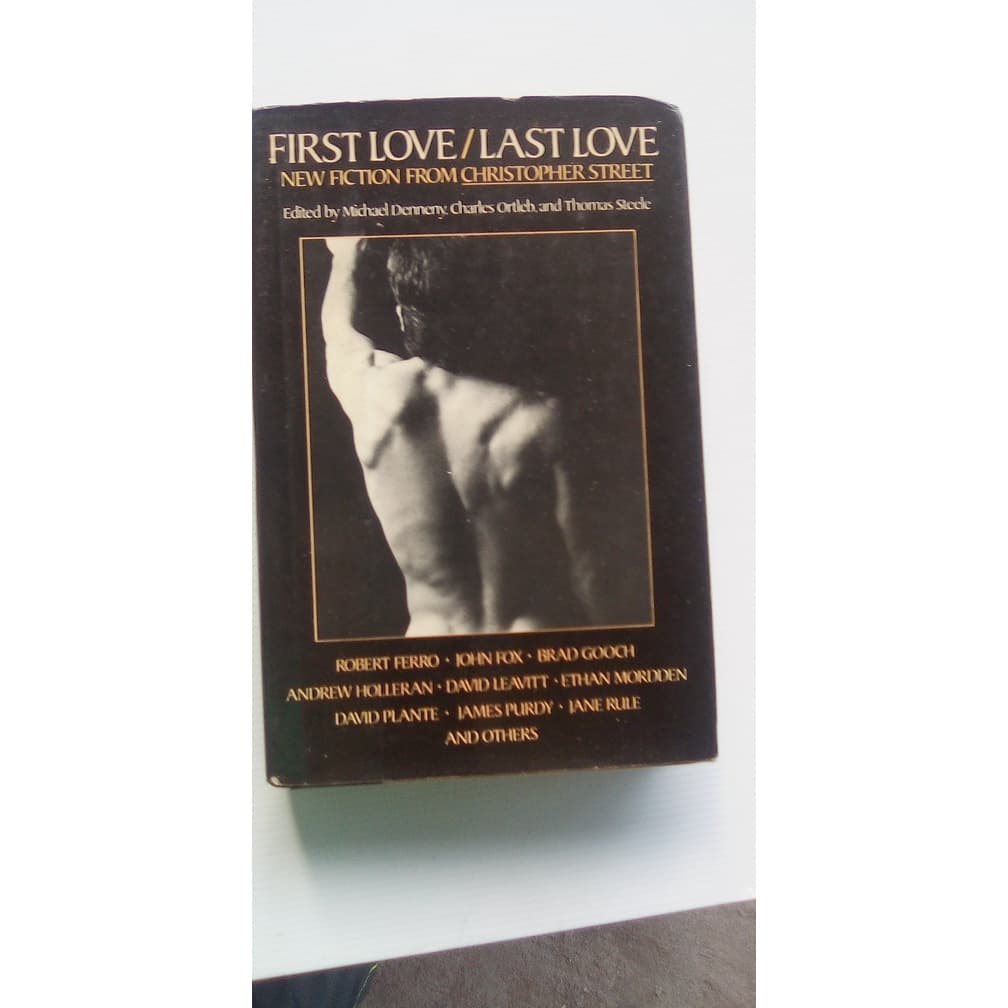 FIRST LOVE/LAST LOVE
NEW FICTION FROM CHRISTOPHER STREET
Edited by Michael Denneny, Charles Ortleb, and Thomas Steele
ROBERT FERRO • JOHN FOX • BRAD GOOCH
ANDREW HOLLERAN • DAVID LEAVITT • ETHAN MORDDEN
DAVID PLANTE • JAMES PURDY • JANE RULE
AND OTHERS